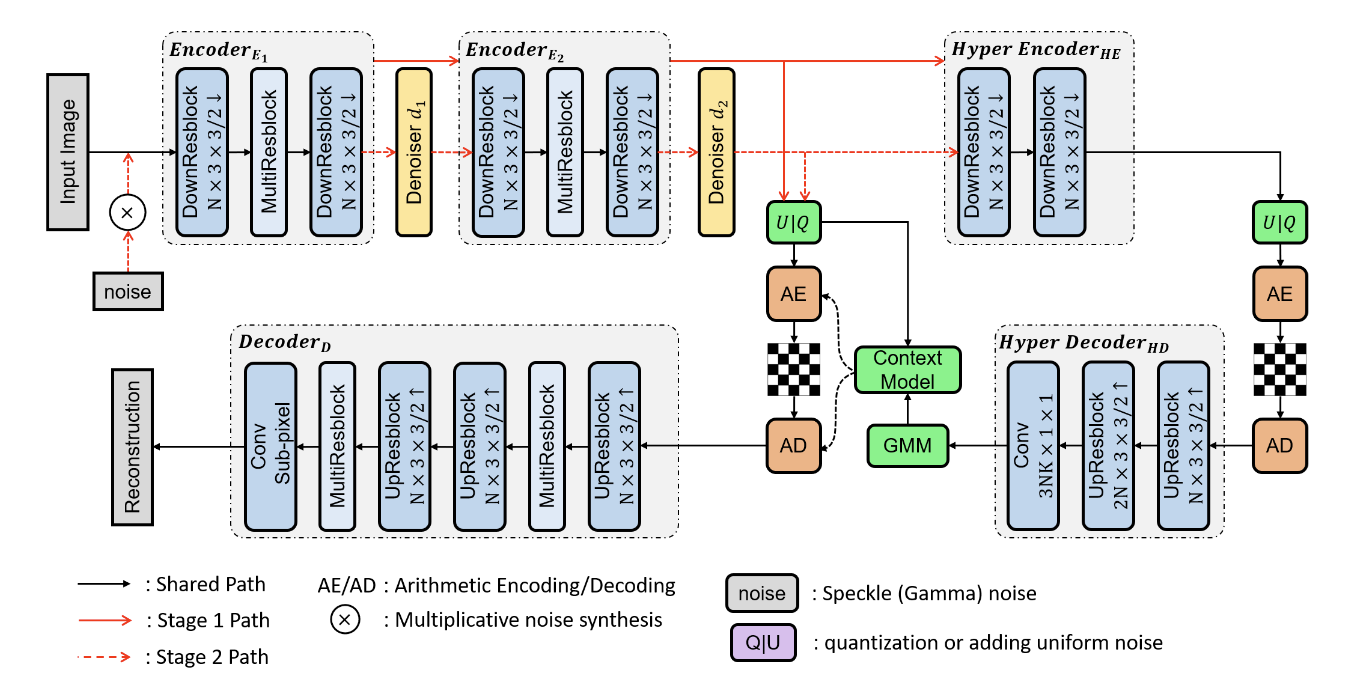 Encoder_E1
Encoder_E2
Hyper Encoder_HE
Input Image
DownResblock
N × 3 × 3/2 ↓
MultiResblock
DownResblock
N × 3 × 3/2 ↓
Denoiser d_1
DownResblock
N × 3 × 3/2 ↓
MultiResblock
DownResblock
N × 3 × 3/2 ↓
Denoiser d_2
DownResblock
N × 3 × 3/2 ↓
DownResblock
N × 3 × 3/2 ↓
×
noise
U|Q
U|Q
AE
AE
Decoder_D
Hyper Decoder_HD
Reconstruction
Conv
Sub-pixel
MultiResblock
UpResblock
N × 3 × 3/2 ↑
UpResblock
N × 3 × 3/2 ↑
MultiResblock
UpResblock
N × 3 × 3/2 ↑
Context
Model
AD
GMM
Conv
3NK × 1 × 1
UpResblock
2N × 3 × 3/2 ↑
UpResblock
N × 3 × 3/2 ↑
AD
: Shared Path
: Stage 1 Path
: Stage 2 Path
AE/AD : Arithmetic Encoding/Decoding
× : Multiplicative noise synthesis
noise : Speckle (Gamma) noise
Q|U : quantization or adding uniform noise